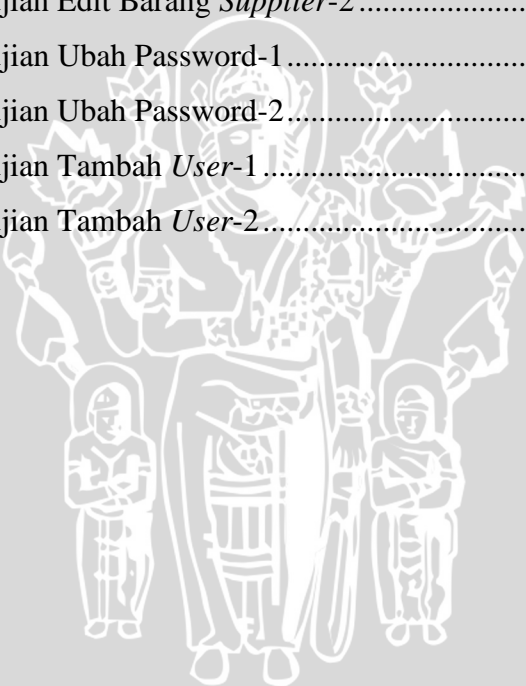 jian Edit Barang Supplier-2........................
jian Ubah Password-1..................................
jian Ubah Password-2..................................
jian Tambah User-1.....................................
jian Tambah User-2.....................................